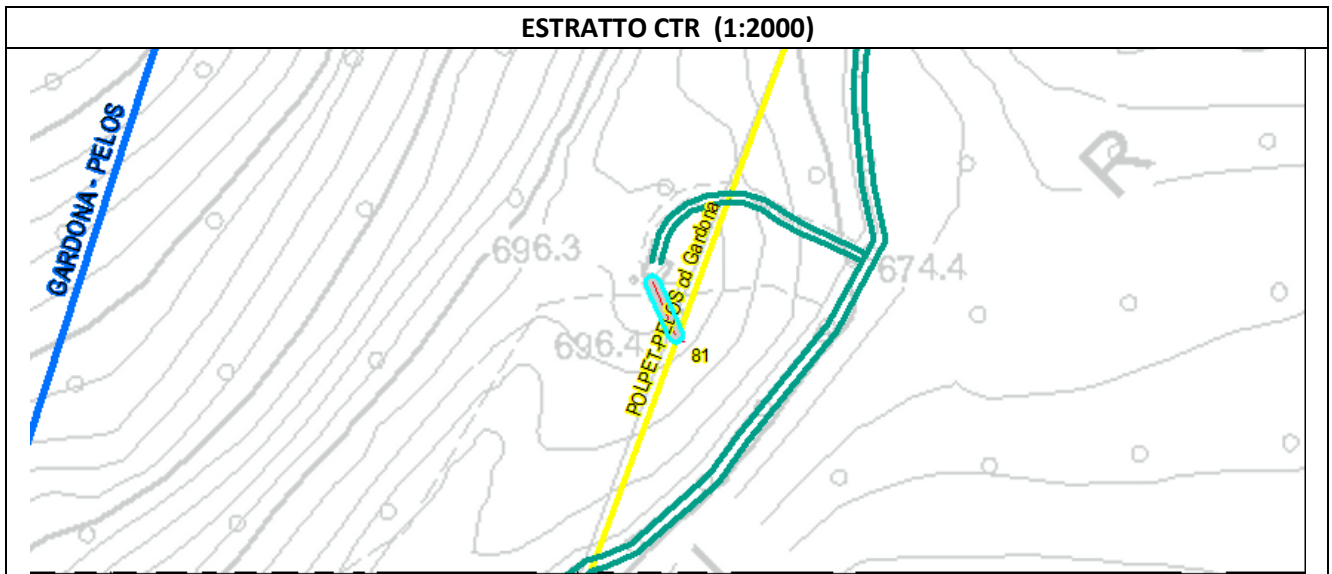 ESTRATTO CTR (1:2000)
GARDONA - PELOS
POLPET-PELOS cd Gardona
696.3
674.4
696.4
81
R